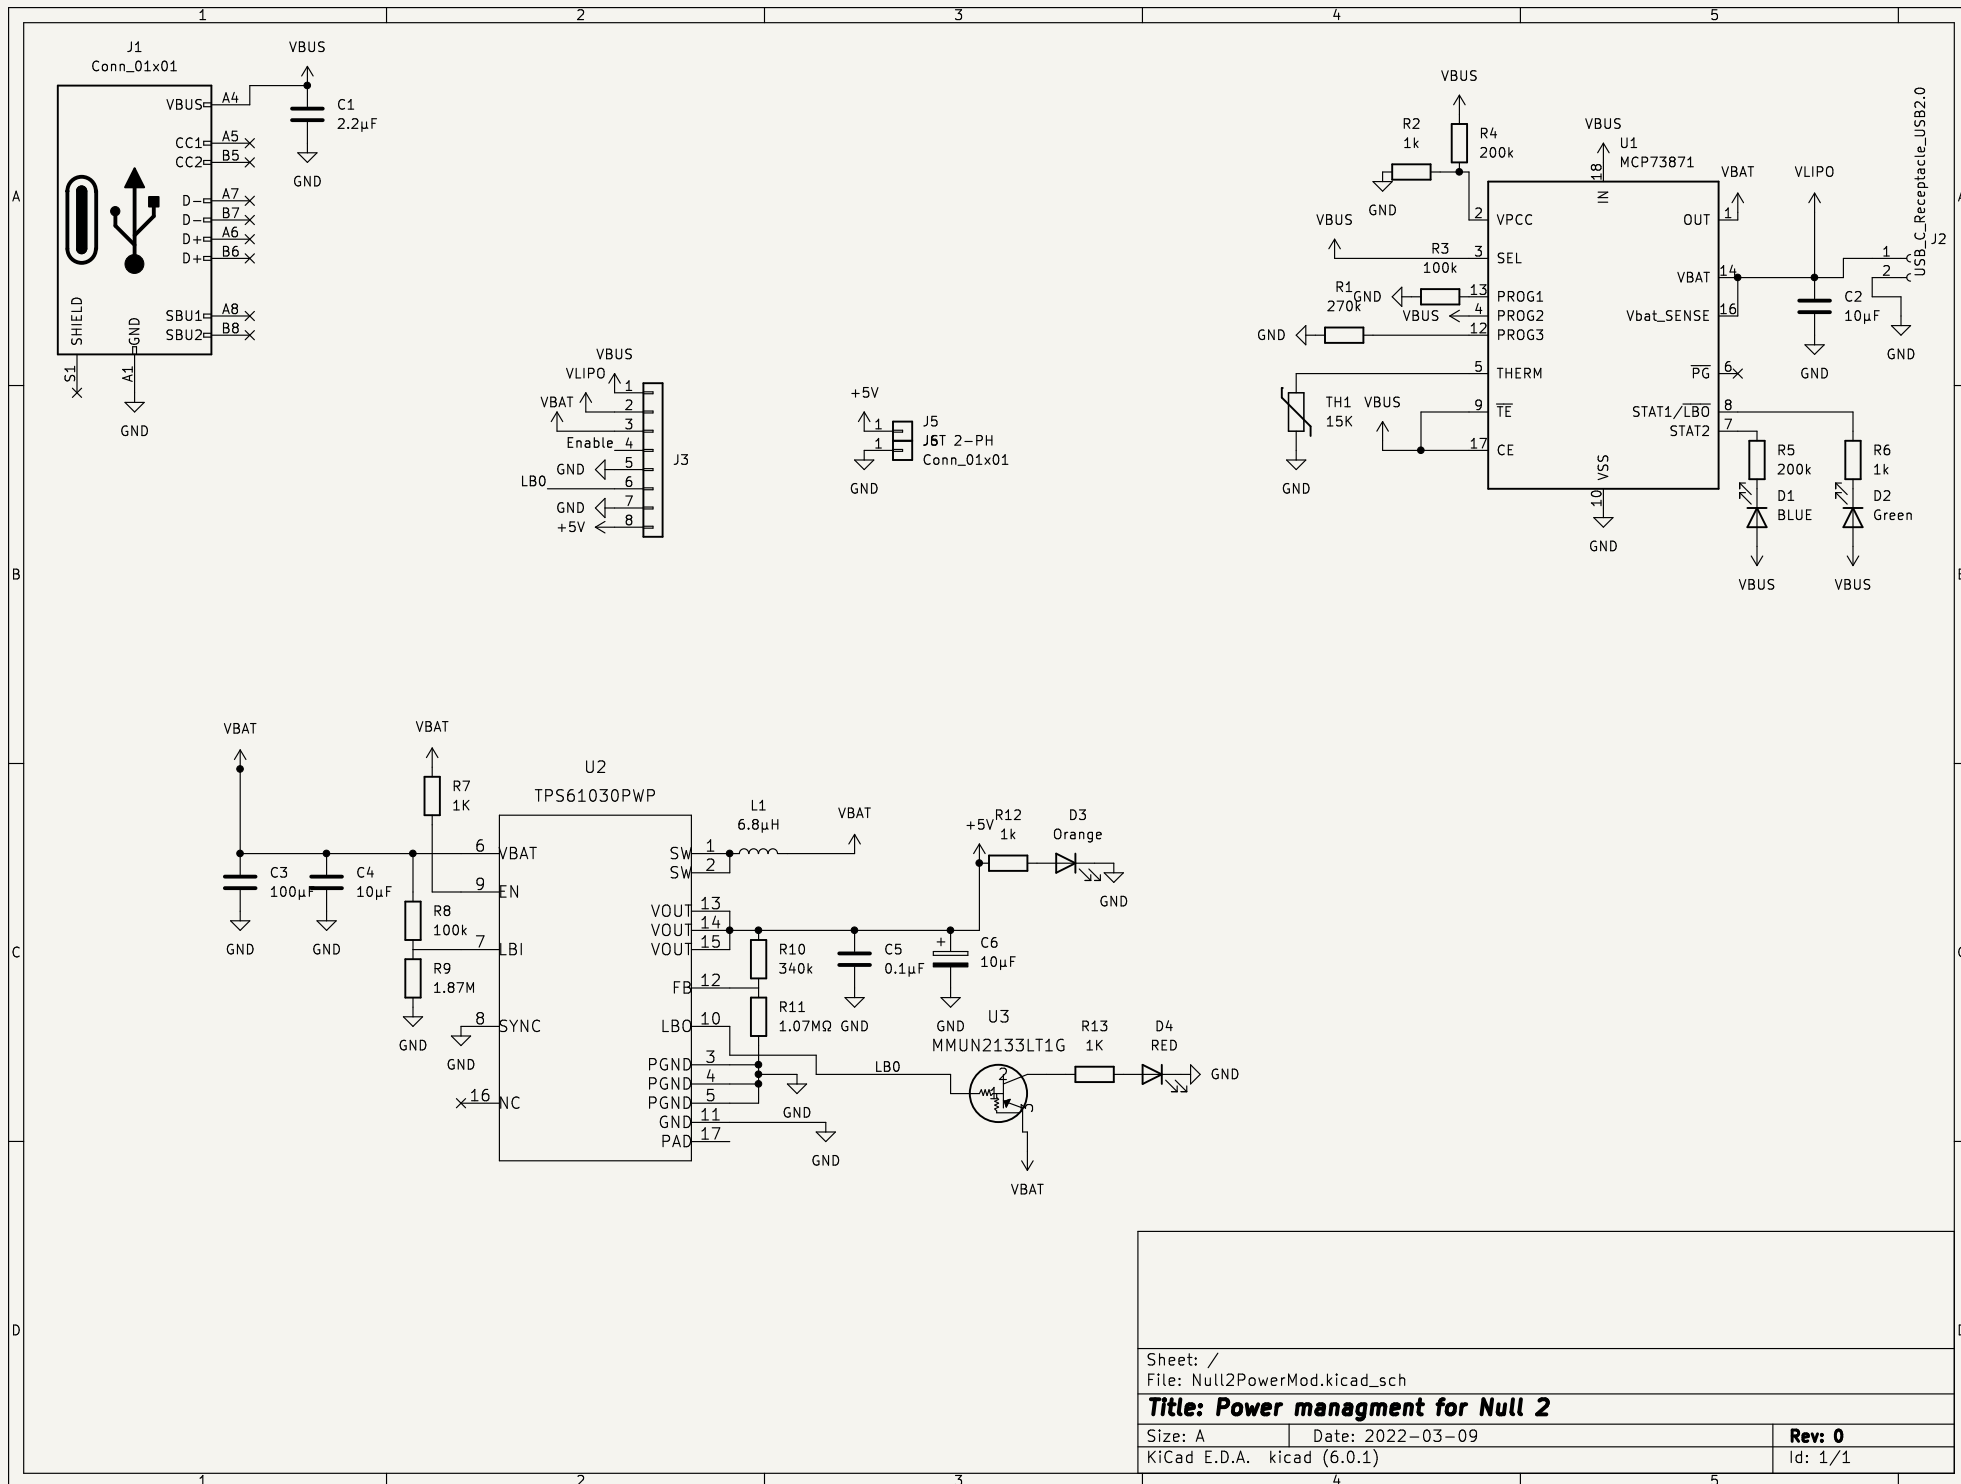 1 2 3 4 5
A
B
C
D
J1
Conn_01x01
VBUS
A4
CC1
A5
CC2
B5
D-
A7
D-
B7
D+
A6
D+
B6
SBU1
A8
SBU2
B8
SHIELD
GND
S1
A1
GND
VBUS
C1
2.2µF
GND
VBUS
VLIPO
VBAT
Enable
GND
LBO
GND
+5V
1
2
3
4
5
6
7
8
J3
+5V
1
J5
1
JST 2-PH
Conn_01x01
GND
VBUS
R2
1k
R4
200k
GND
VBUS
U1
MCP73871
18
IN
VBUS
2
VPCC
3
SEL
R3
100k
GND
13
PROG1
VBUS
4
PROG2
R1
270k
GND
12
PROG3
5
THERM
TH1
15K
GND
VBUS
9
TE
17
CE
VSS
10
GND
OUT
1
VBAT
VLIPO
VBAT
14
Vbat_SENSE
16
PG
6
STAT1/LBO
8
STAT2
7
C2
10µF
GND
1
2
USB_C_Receptacle_USB2.0
J2
GND
R5
200k
D1
BLUE
VBUS
R6
1k
D2
Green
VBUS
VBAT
C3
100µF
GND
C4
10µF
GND
VBAT
R7
1K
R8
100k
R9
1.87M
GND
GND
U2
TPS61030PWP
6
VBAT
9
EN
7
LBI
8
SYNC
16
NC
SW
1
SW
2
VOUT
13
VOUT
14
VOUT
15
FB
12
LBO
10
PGND
3
PGND
4
PGND
5
GND
11
PAD
17
L1
6.8µH
VBAT
R10
340k
R11
1.07MΩ
GND
GND
C5
0.1µF
GND
C6
+
10µF
GND
+5V
R12
1k
D3
Orange
GND
LBO
U3
MMUN2133LT1G
1
2
3
VBAT
R13
1K
D4
RED
GND
Sheet: /
File: Null2PowerMod.kicad_sch
Title: Power managment for Null 2
Size: A
Date: 2022-03-09
Rev: 0
KiCad E.D.A. kicad (6.0.1)
Id: 1/1
1 2 3 4 5